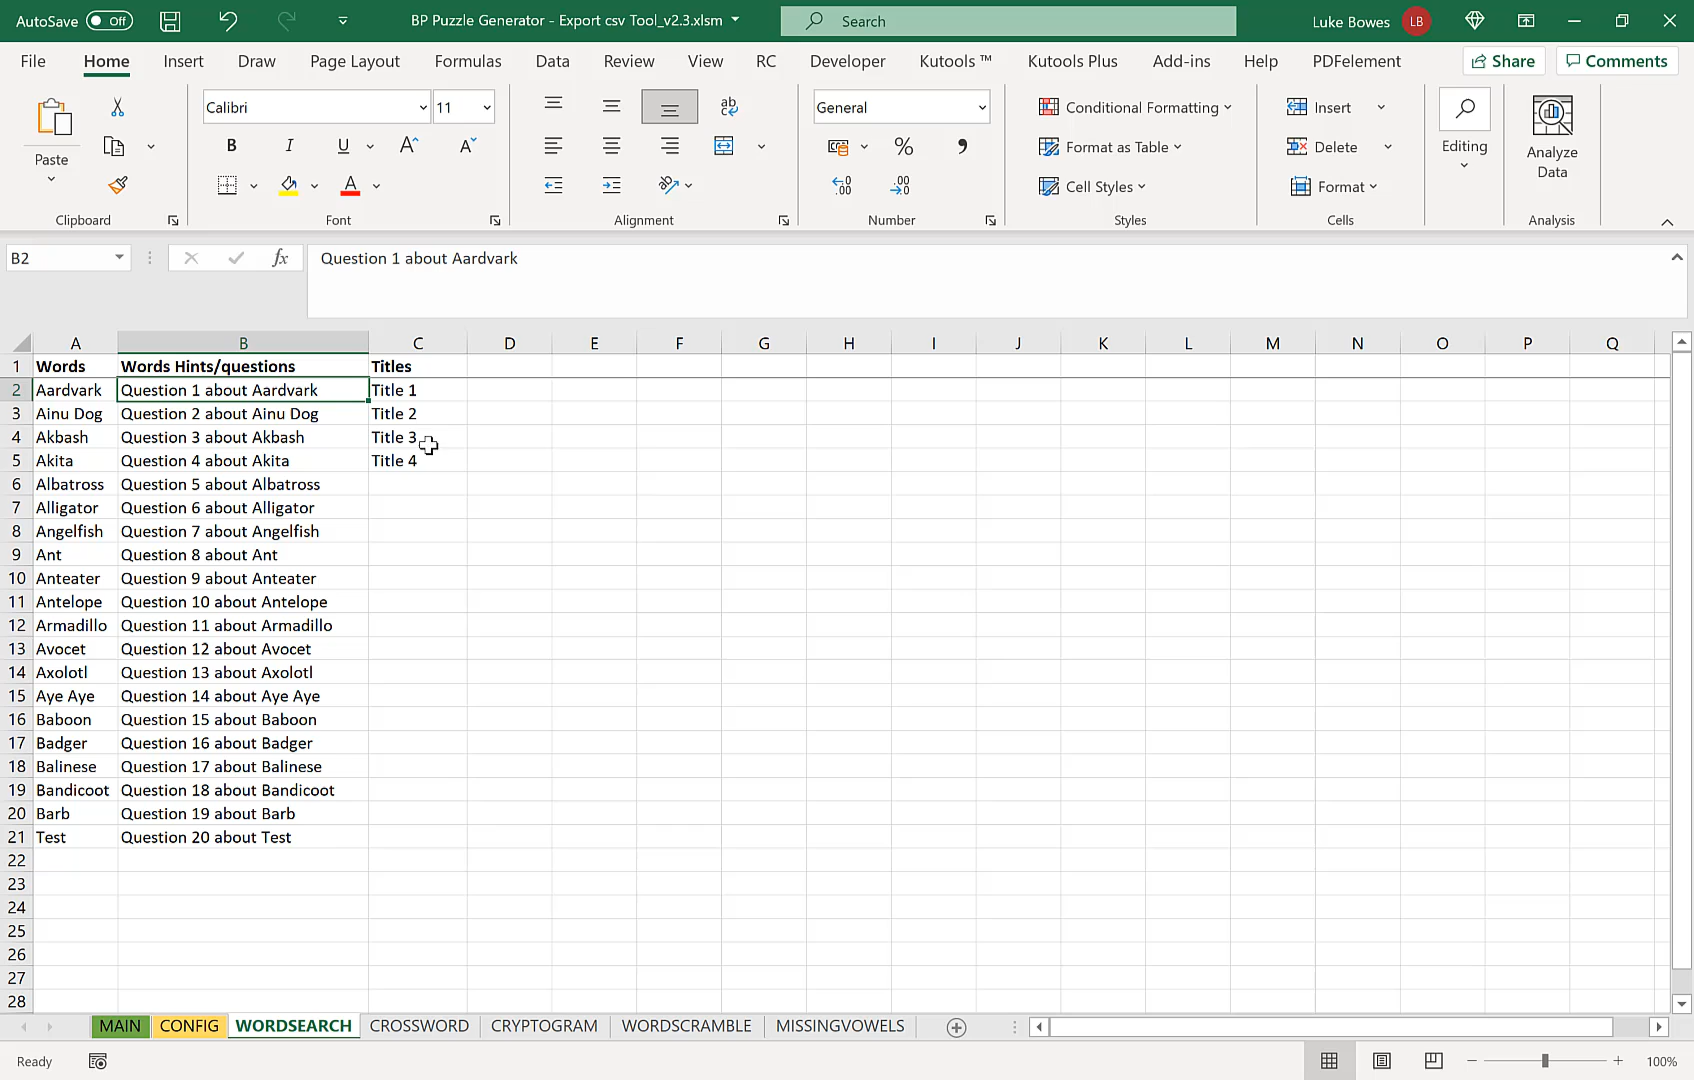 AutoSave Off BP Puzzle Generator - Export csv Tool_v2.3.xlsm Search Luke Bowes LB
File Home Insert Draw Page Layout Formulas Data Review View RC Developer Kutools ™ Kutools Plus Add-ins Help PDFelement Share Comments
Calibri 11 General Conditional Formatting Insert
Paste B I U % Format as Table Delete Editing Analyze Data
Cell Styles Format
Clipboard Font Alignment Number Styles Cells Analysis
B2 fx Question 1 about Aardvark
A B C D E F G H I J K L M N O P Q
1 Words Words Hints/questions Titles
2 Aardvark Question 1 about Aardvark Title 1
3 Ainu Dog Question 2 about Ainu Dog Title 2
4 Akbash Question 3 about Akbash Title 3
5 Akita Question 4 about Akita Title 4
6 Albatross Question 5 about Albatross
7 Alligator Question 6 about Alligator
8 Angelfish Question 7 about Angelfish
9 Ant Question 8 about Ant
10 Anteater Question 9 about Anteater
11 Antelope Question 10 about Antelope
12 Armadillo Question 11 about Armadillo
13 Avocet Question 12 about Avocet
14 Axolotl Question 13 about Axolotl
15 Aye Aye Question 14 about Aye Aye
16 Baboon Question 15 about Baboon
17 Badger Question 16 about Badger
18 Balinese Question 17 about Balinese
19 Bandicoot Question 18 about Bandicoot
20 Barb Question 19 about Barb
21 Test Question 20 about Test
22
23
24
25
26
27
28
MAIN CONFIG WORDSEARCH CROSSWORD CRYPTOGRAM WORDSCRAMBLE MISSINGVOWELS
Ready 100%